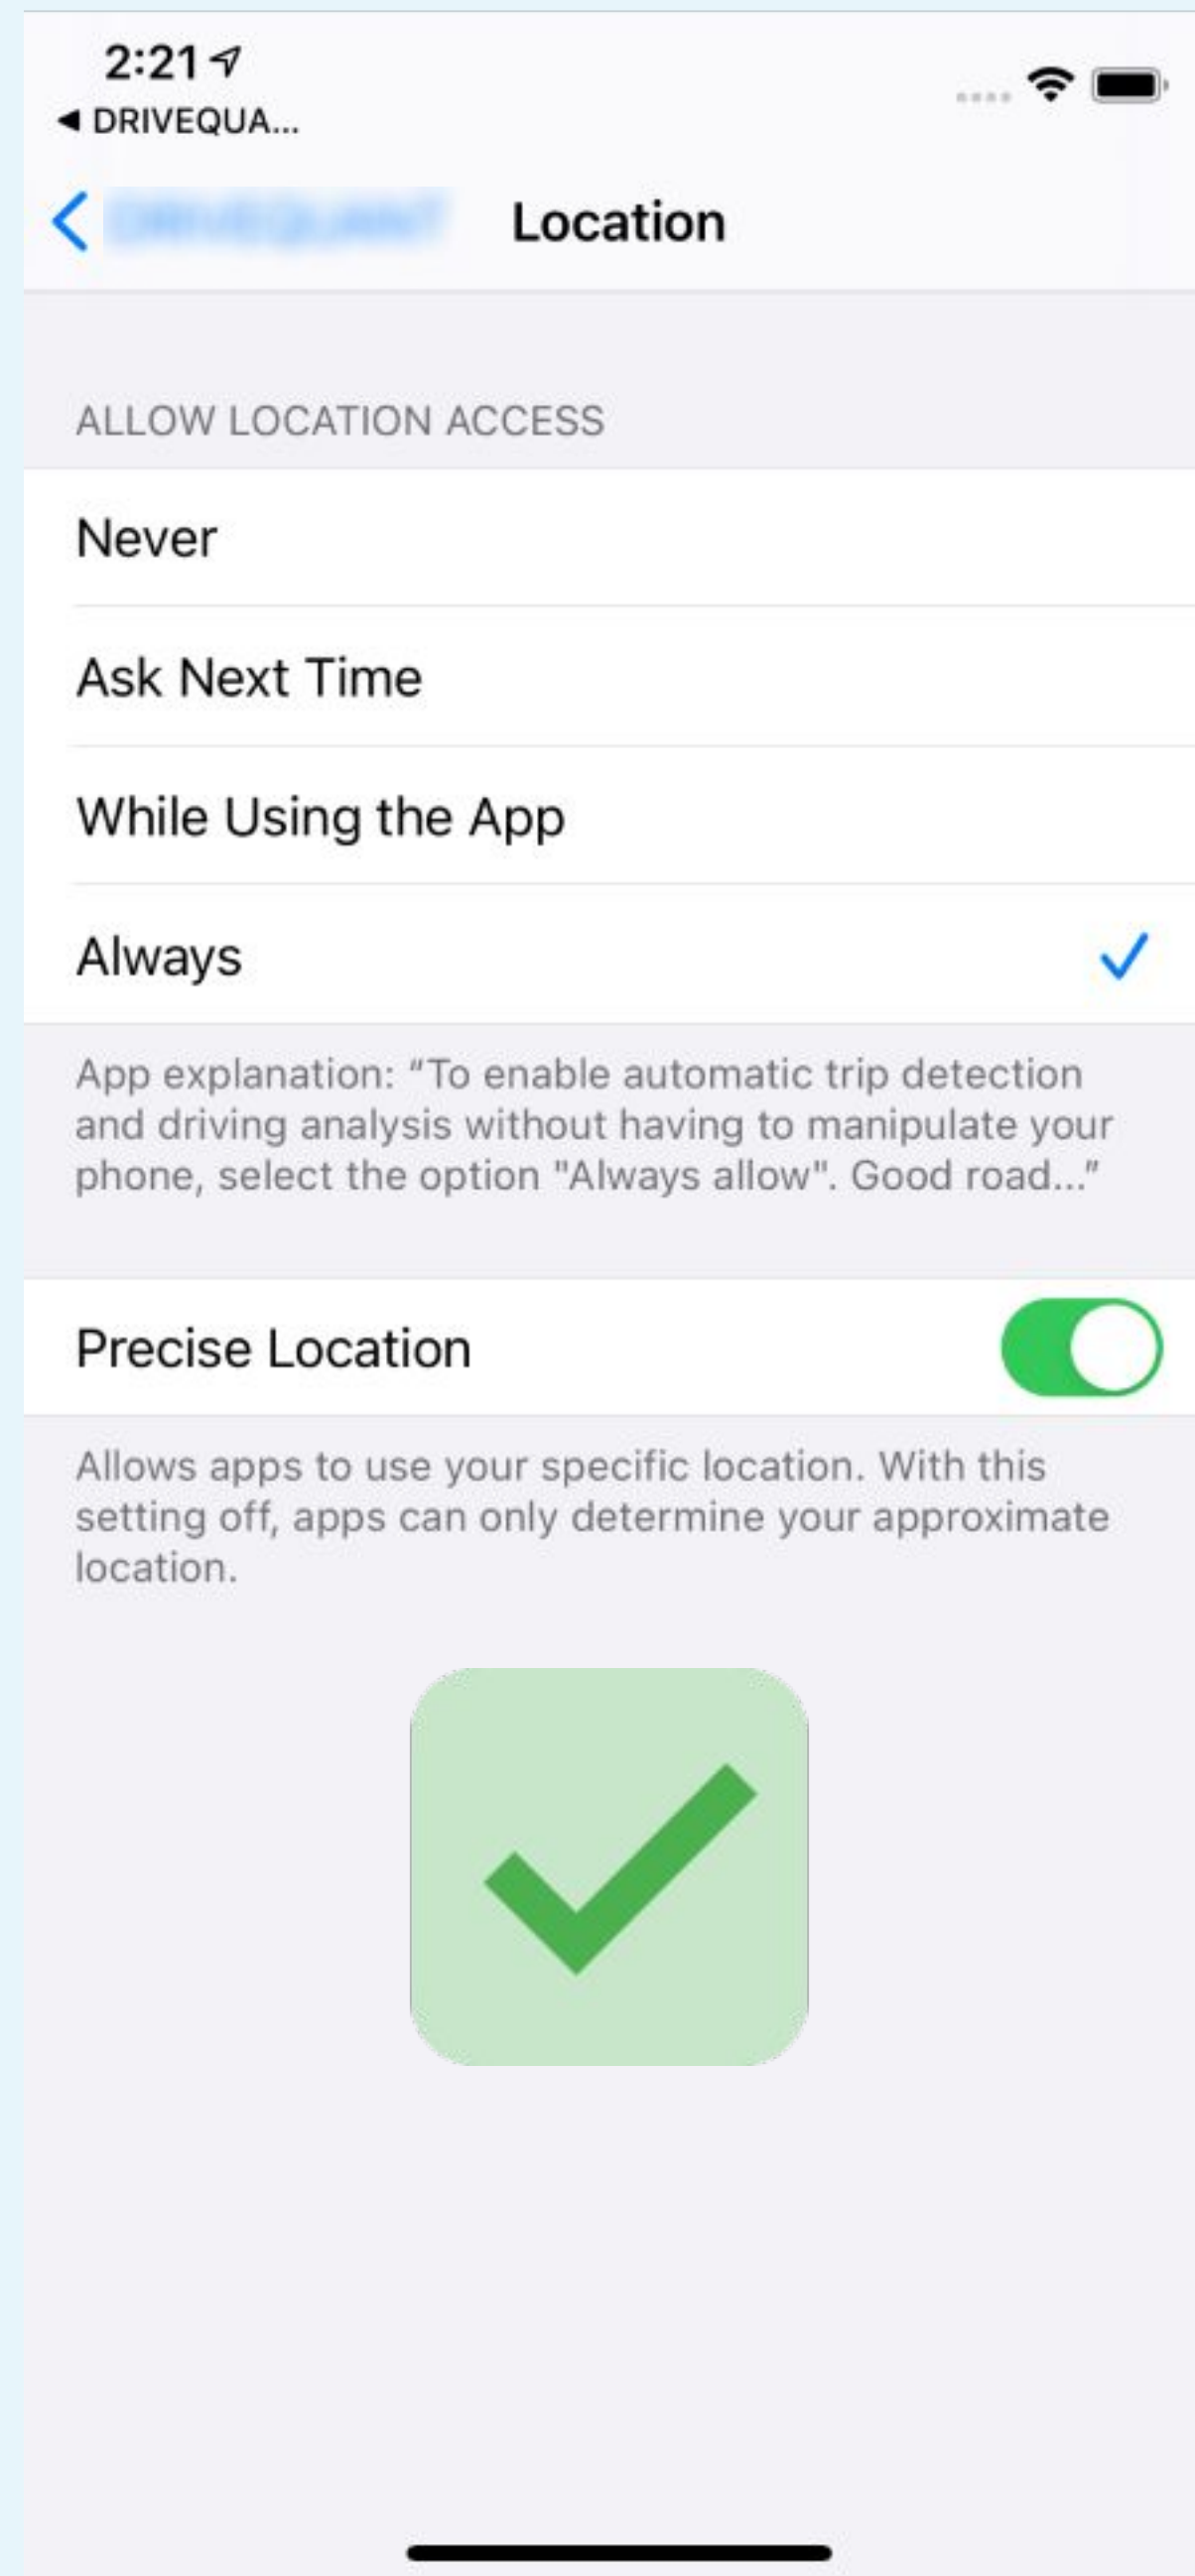 2:21
DRIVEQUA...
Location
ALLOW LOCATION ACCESS
Never
Ask Next Time
While Using the App
Always
App explanation: “To enable automatic trip detection
and driving analysis without having to manipulate your
phone, select the option "Always allow". Good road...”
Precise Location
Allows apps to use your specific location. With this
setting off, apps can only determine your approximate
location.